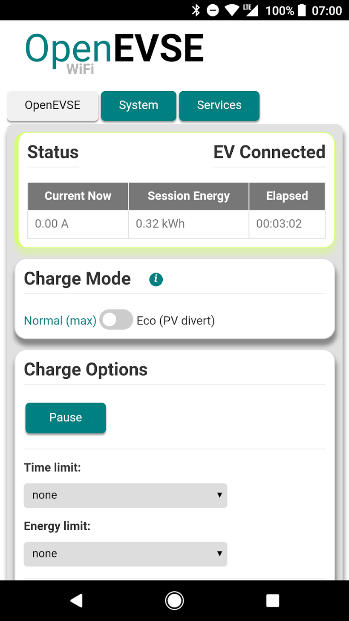 LTE 100% 07:00
OpenEVSE
WiFi
OpenEVSE System Services
Status EV Connected
Current Now Session Energy Elapsed
0.00 A 0.32 kWh 00:03:02
Charge Mode i
Normal (max) Eco (PV divert)
Charge Options
Pause
Time limit:
none
Energy limit:
none